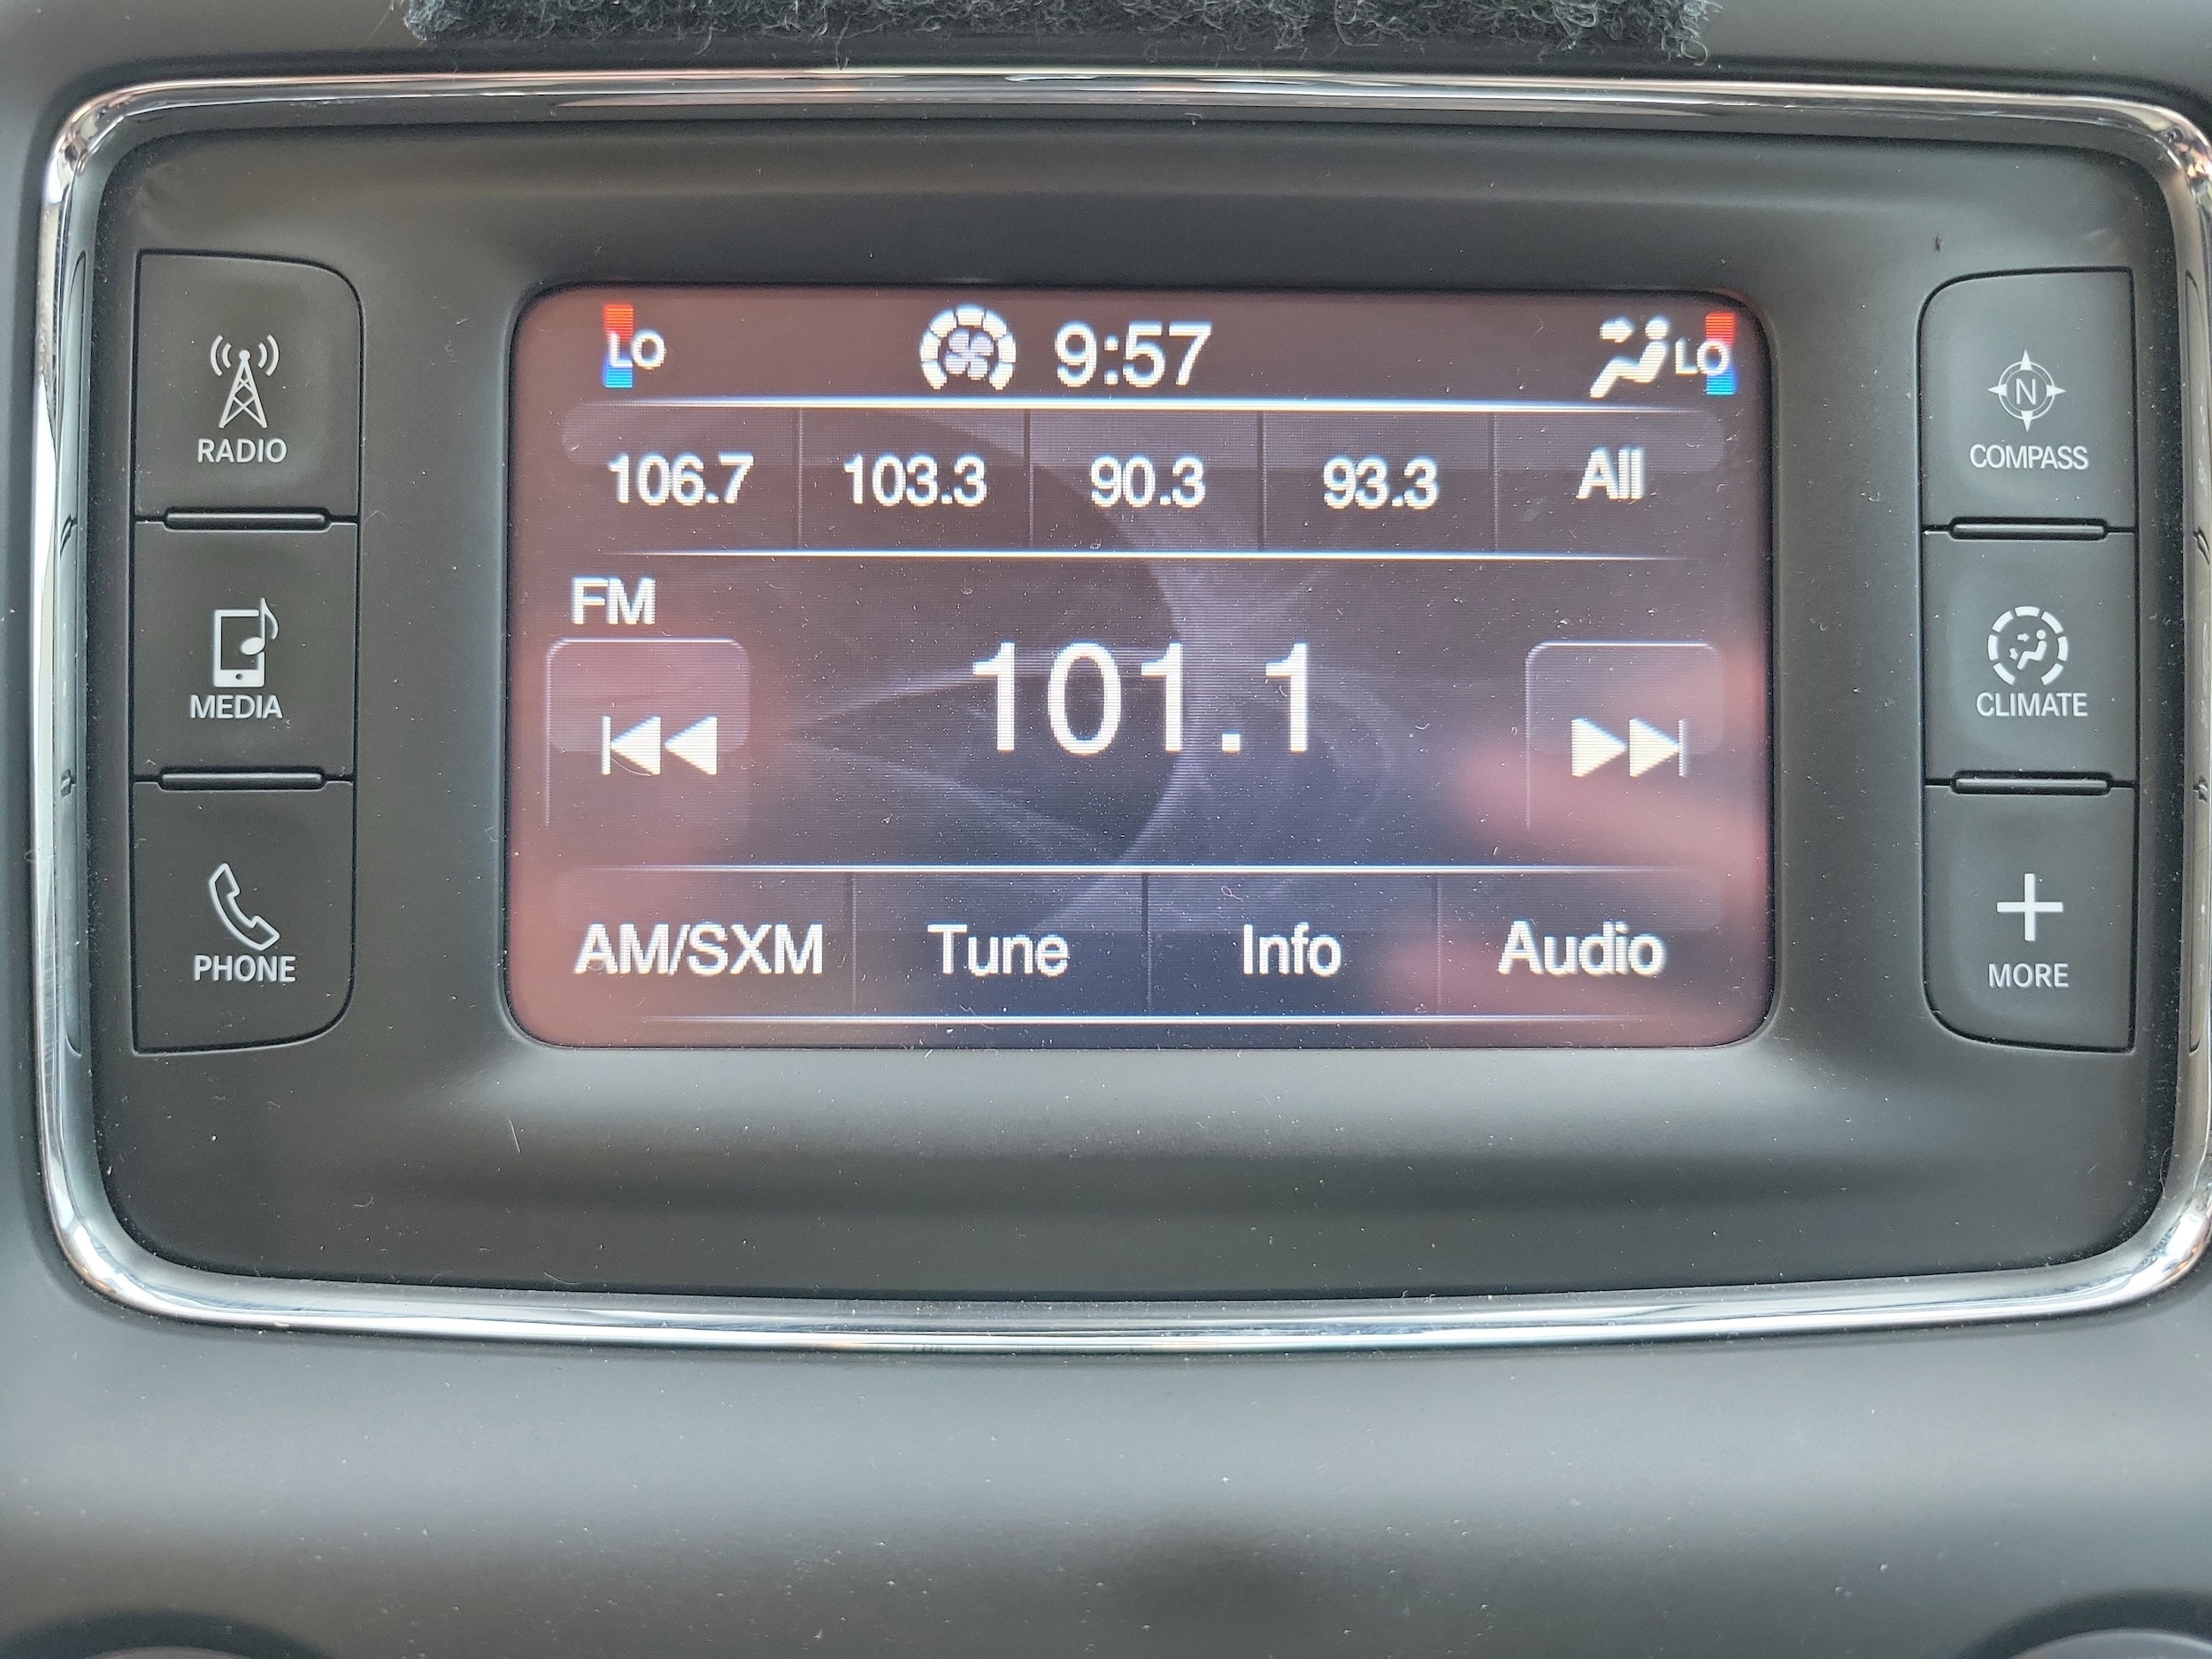 LO 9:57 LO
106.7 103.3 90.3 93.3 All
FM
101.1
AM/SXM Tune Info Audio
RADIO
MEDIA
PHONE
N
COMPASS
CLIMATE
MORE